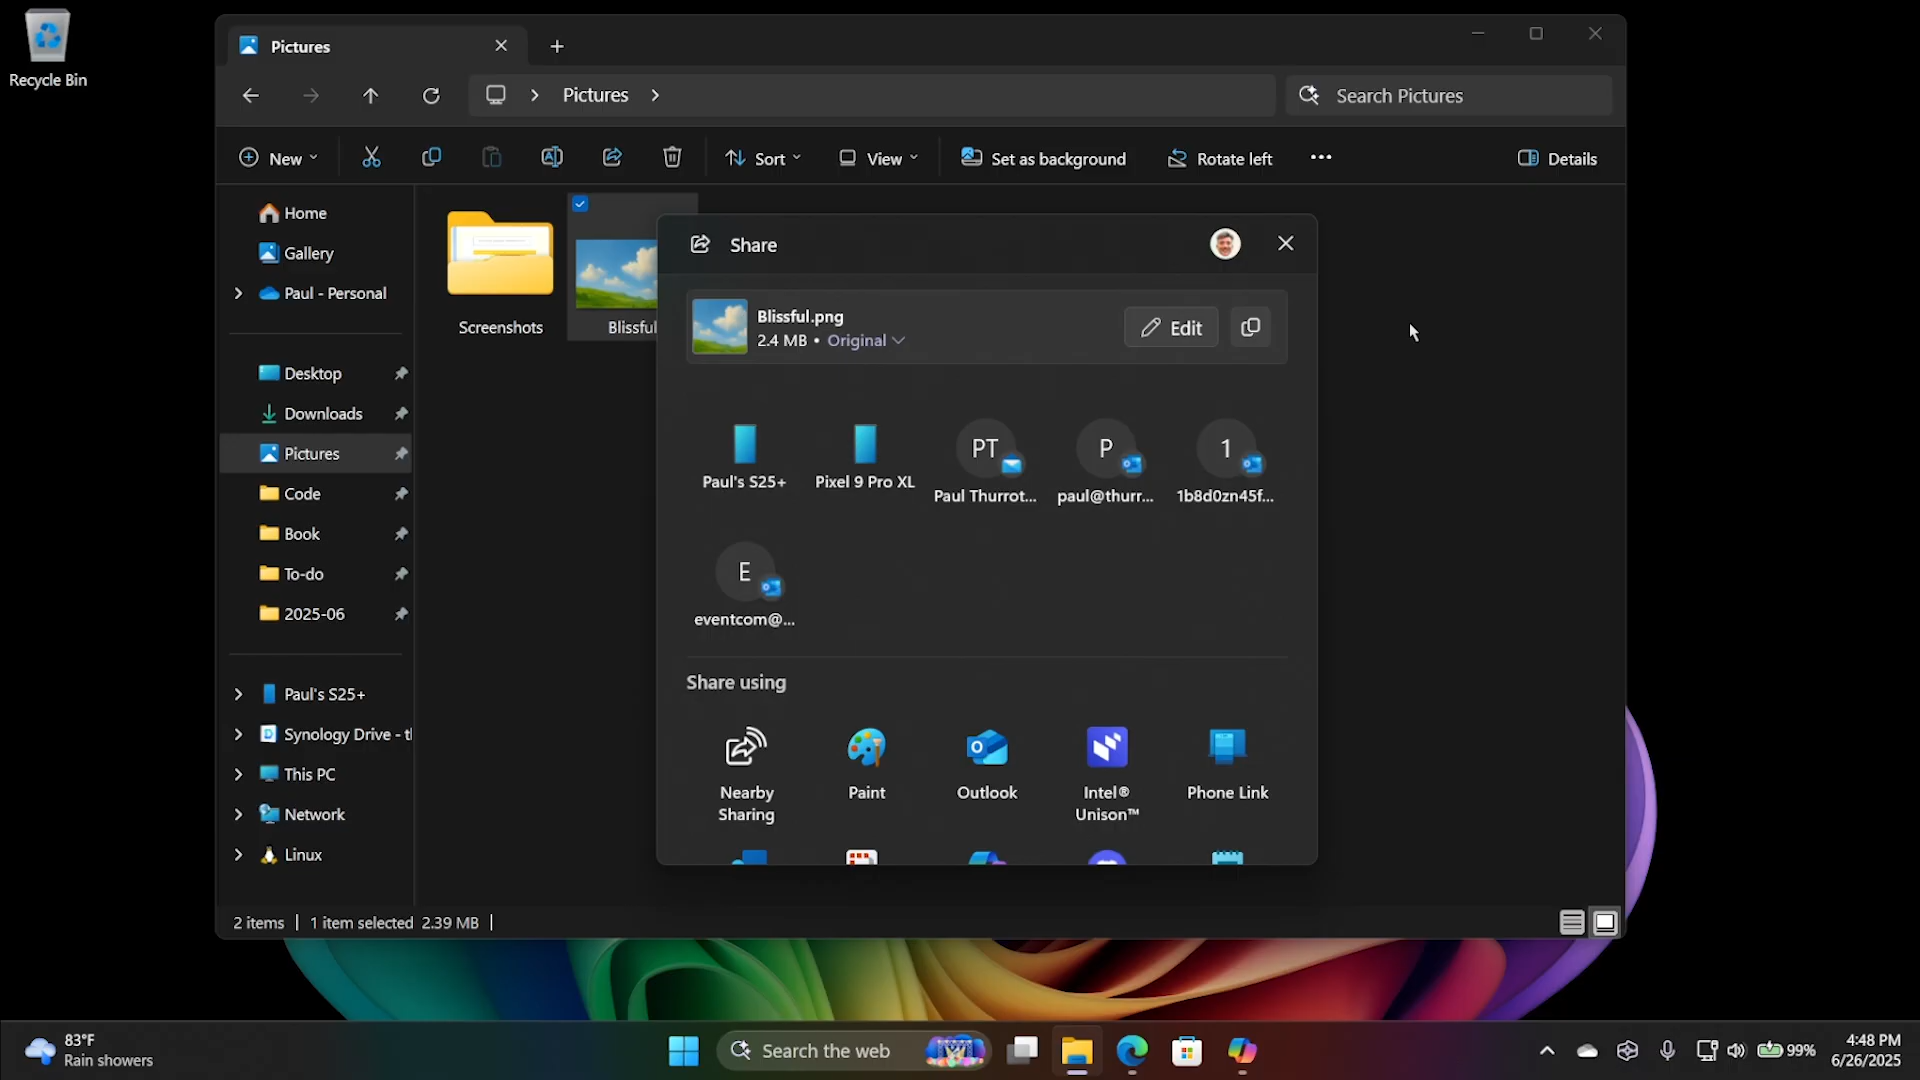 Recycle Bin
Pictures
Pictures
Search Pictures
New
Sort
View
Set as background
Rotate left
Details
Home
Gallery
Paul - Personal
Desktop
Downloads
Pictures
Code
Book
To-do
2025-06
Paul's S25+
Synology Drive - t
This PC
Network
Linux
Screenshots
Blissful
Share
Blissful.png
2.4 MB • Original
Edit
PT
P
1
Paul's S25+
Pixel 9 Pro XL
Paul Thurrot...
paul@thurr...
1b8d0zn45f...
E
eventcom@...
Share using
Nearby
Sharing
Paint
Outlook
Intel®
Unison™
Phone Link
2 items
1 item selected 2.39 MB
83°F
Rain showers
Search the web
99%
4:48 PM
6/26/2025